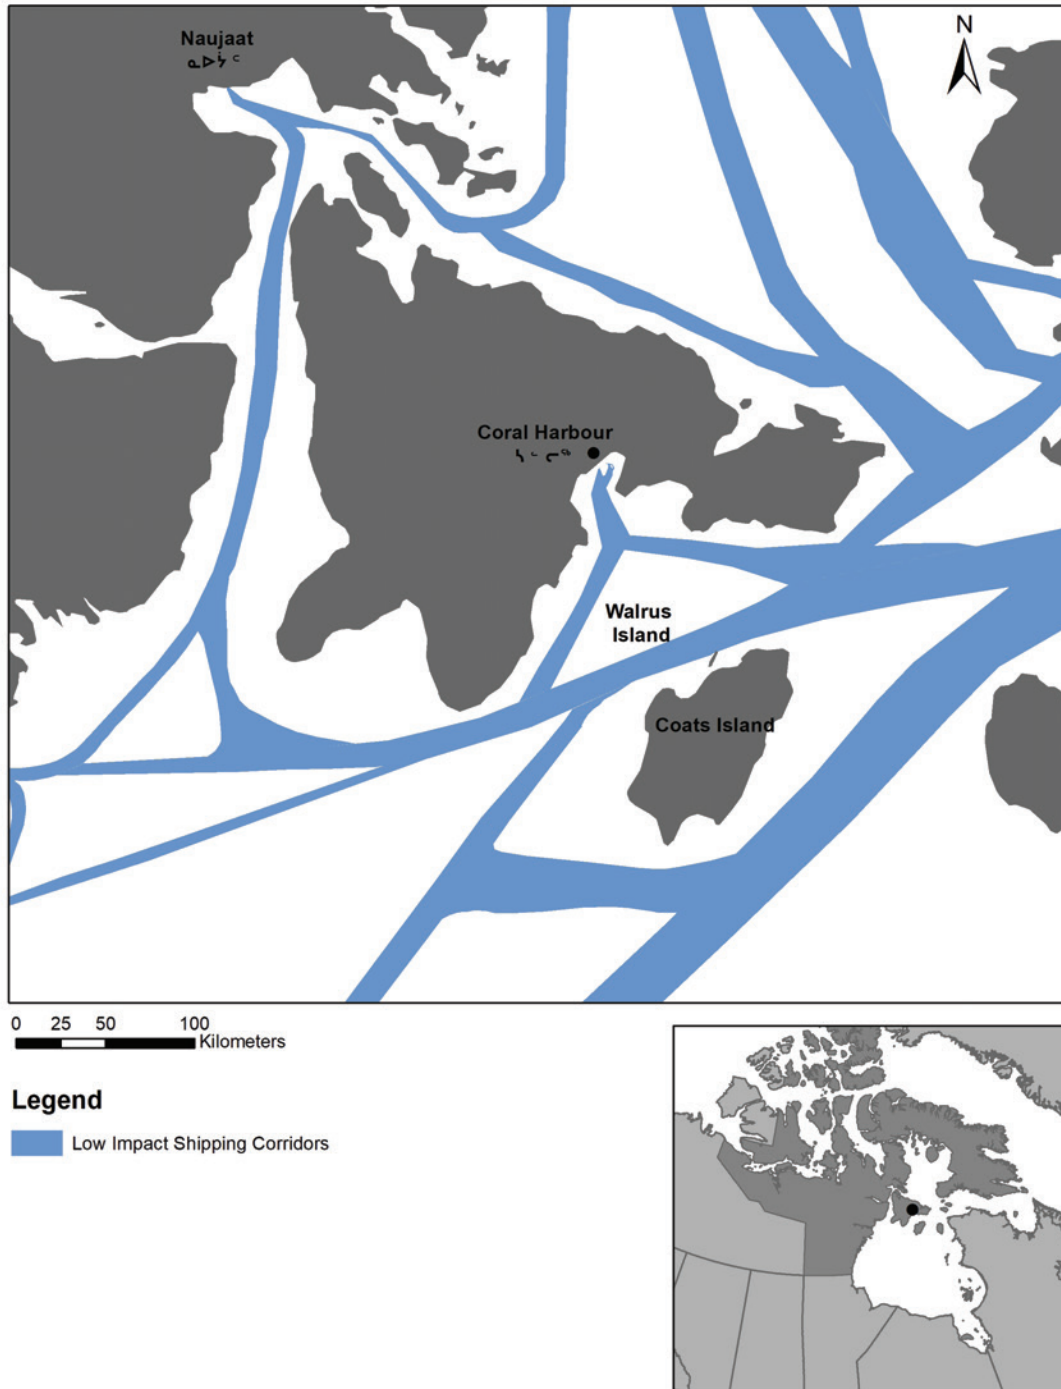 Naujaat
ᓇᐅᔮᑦ
N
Coral Harbour
ᓴᓪᓕᖅ
Walrus
Island
Coats Island
0 25 50 100
Kilometers
Legend
Low Impact Shipping Corridors